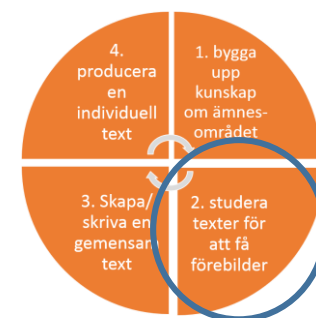 4.
producera
en
individuell
text
1. bygga
upp
kunskap
om ämnes-
området
3. Skapa/
skriva en
gemensam
text
2. studera
texter för
att få
förebilder